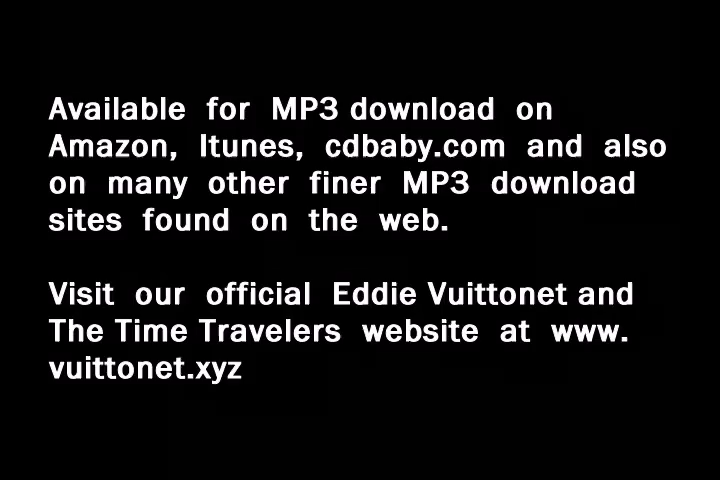 Available for MP3 download on
Amazon, Itunes, cdbaby.com and also
on many other finer MP3 download
sites found on the web.
Visit our official Eddie Vuittonet and
The Time Travelers website at www.
vuittonet.xyz